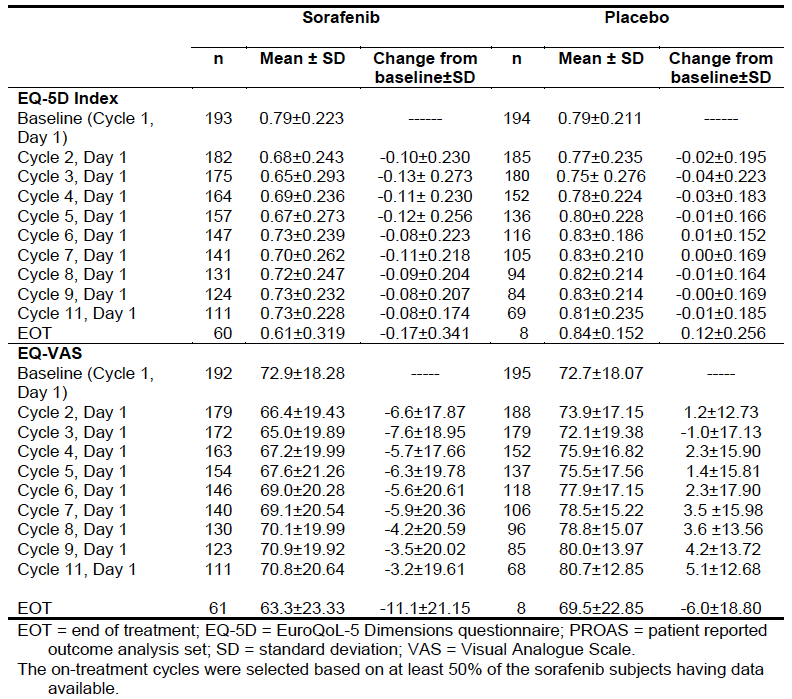 Sorafenib Placebo
n Mean ± SD Change from baseline±SD n Mean ± SD Change from baseline±SD
EQ-5D Index
Baseline (Cycle 1, Day 1) 193 0.79±0.223 ------ 194 0.79±0.211 ------
Cycle 2, Day 1 182 0.68±0.243 -0.10±0.230 185 0.77±0.235 -0.02±0.195
Cycle 3, Day 1 175 0.65±0.293 -0.13± 0.273 180 0.75± 0.276 -0.04±0.223
Cycle 4, Day 1 164 0.69±0.236 -0.11± 0.230 152 0.78±0.224 -0.03±0.183
Cycle 5, Day 1 157 0.67±0.273 -0.12± 0.256 136 0.80±0.228 -0.01±0.166
Cycle 6, Day 1 147 0.73±0.239 -0.08±0.223 116 0.83±0.186 0.01±0.152
Cycle 7, Day 1 141 0.70±0.262 -0.11±0.218 105 0.83±0.210 0.00±0.169
Cycle 8, Day 1 131 0.72±0.247 -0.09±0.204 94 0.82±0.214 -0.01±0.164
Cycle 9, Day 1 124 0.73±0.232 -0.08±0.207 84 0.83±0.214 -0.00±0.169
Cycle 11, Day 1 111 0.73±0.228 -0.08±0.174 69 0.81±0.235 -0.01±0.185
EOT 60 0.61±0.319 -0.17±0.341 8 0.84±0.152 0.12±0.256
EQ-VAS
Baseline (Cycle 1, Day 1) 192 72.9±18.28 ----- 195 72.7±18.07 -----
Cycle 2, Day 1 179 66.4±19.43 -6.6±17.87 188 73.9±17.15 1.2±12.73
Cycle 3, Day 1 172 65.0±19.89 -7.6±18.95 179 72.1±19.38 -1.0±17.13
Cycle 4, Day 1 163 67.2±19.99 -5.7±17.66 152 75.9±16.82 2.3±15.90
Cycle 5, Day 1 154 67.6±21.26 -6.3±19.78 137 75.5±17.56 1.4±15.81
Cycle 6, Day 1 146 69.0±20.28 -5.6±20.61 118 77.9±17.15 2.3±17.90
Cycle 7, Day 1 140 69.1±20.54 -5.9±20.36 106 78.5±15.22 3.5 ±15.98
Cycle 8, Day 1 130 70.1±19.99 -4.2±20.59 96 78.8±15.07 3.6 ±13.56
Cycle 9, Day 1 123 70.9±19.92 -3.5±20.02 85 80.0±13.97 4.2±13.72
Cycle 11, Day 1 111 70.8±20.64 -3.2±19.61 68 80.7±12.85 5.1±12.68
EOT 61 63.3±23.33 -11.1±21.15 8 69.5±22.85 -6.0±18.80
EOT = end of treatment; EQ-5D = EuroQoL-5 Dimensions questionnaire; PROAS = patient reported
outcome analysis set; SD = standard deviation; VAS = Visual Analogue Scale.
The on-treatment cycles were selected based on at least 50% of the sorafenib subjects having data
available.